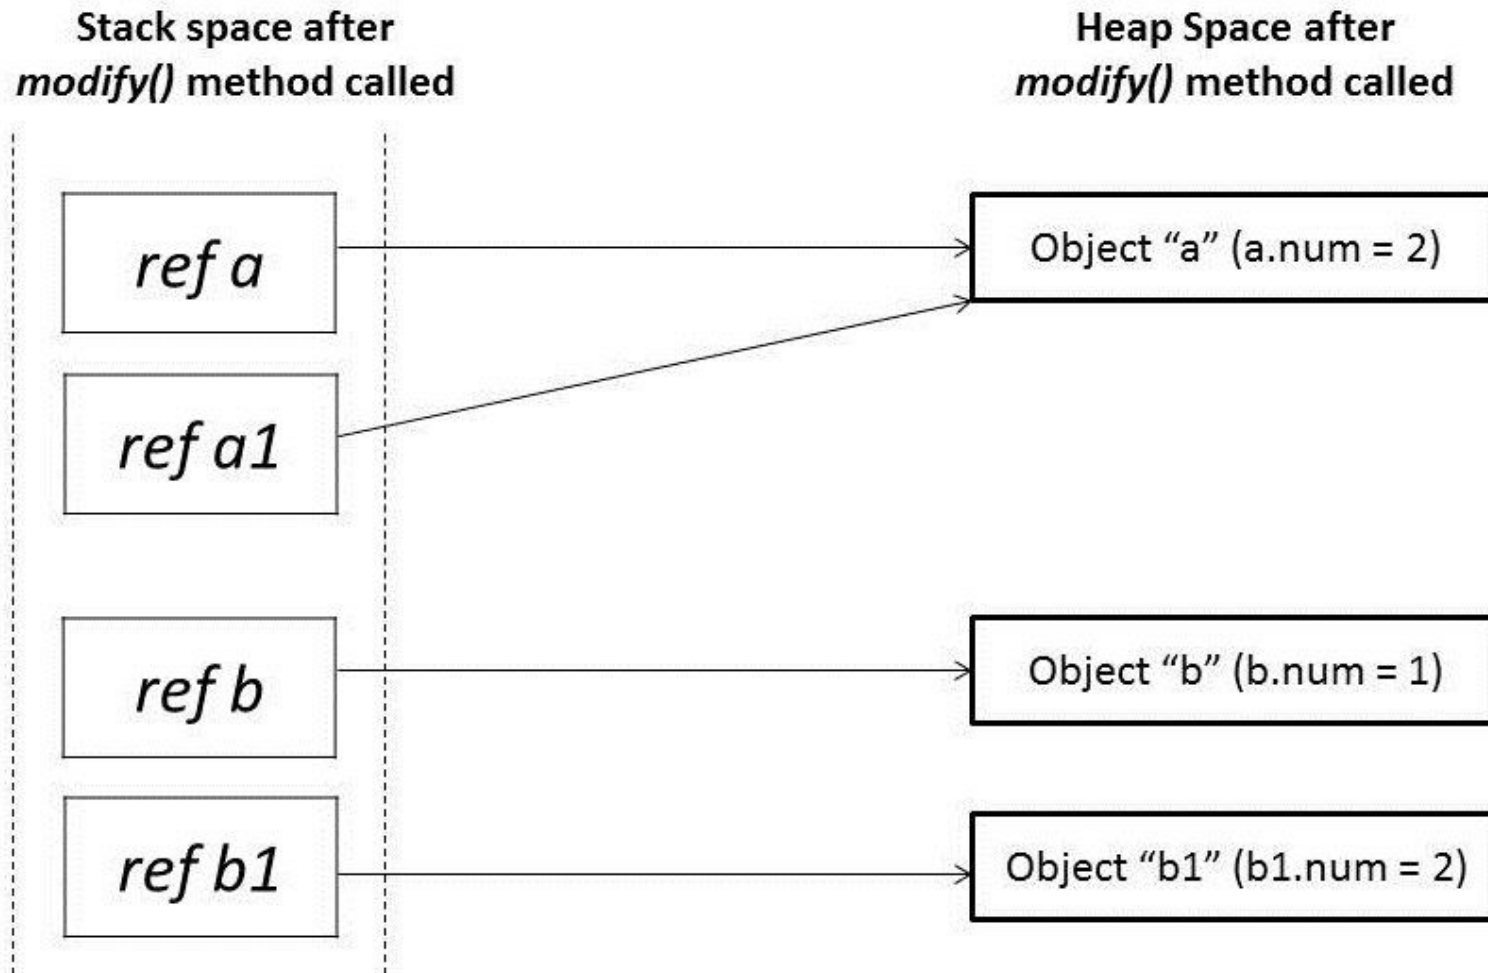 Stack space after
modify() method called
Heap Space after
modify() method called
ref a
Object “a” (a.num = 2)
ref a1
ref b
Object “b” (b.num = 1)
ref b1
Object “b1” (b1.num = 2)